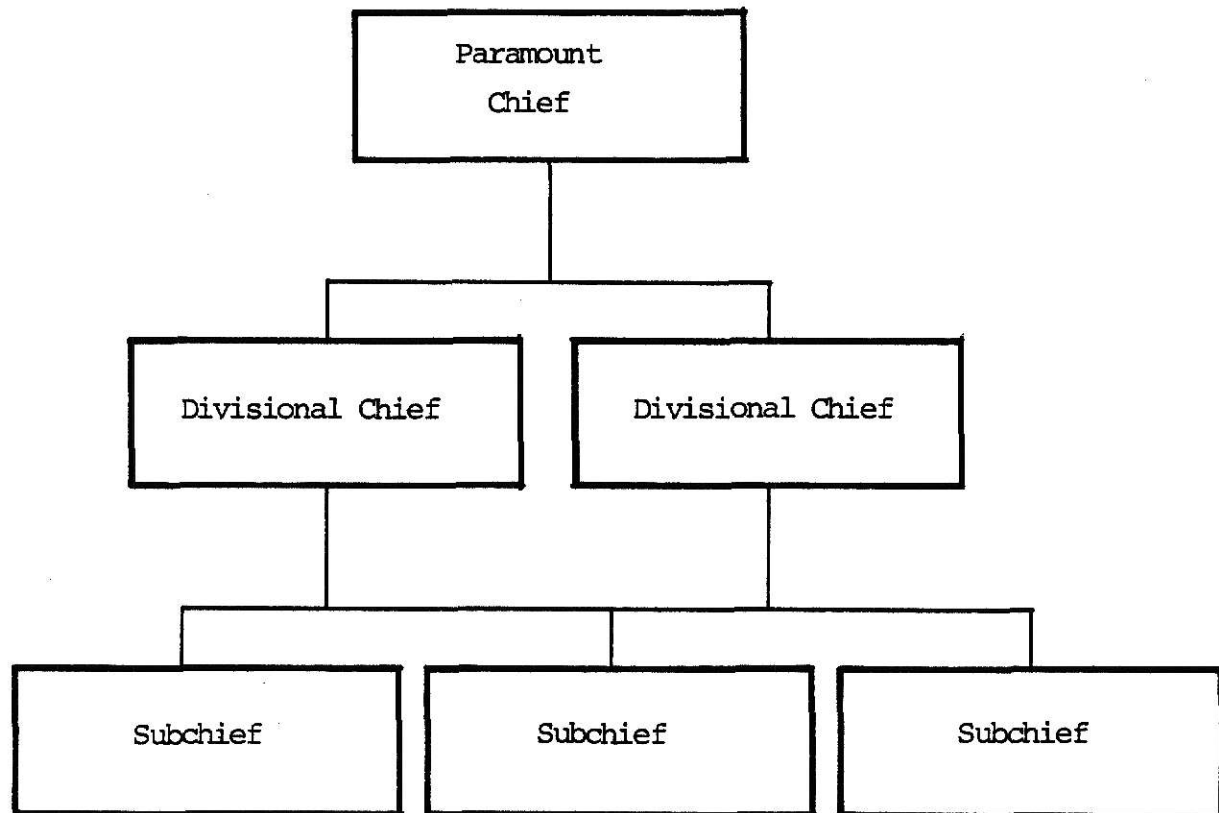 Paramount
Chief
Divisional Chief
Divisional Chief
Subchief
Subchief
Subchief